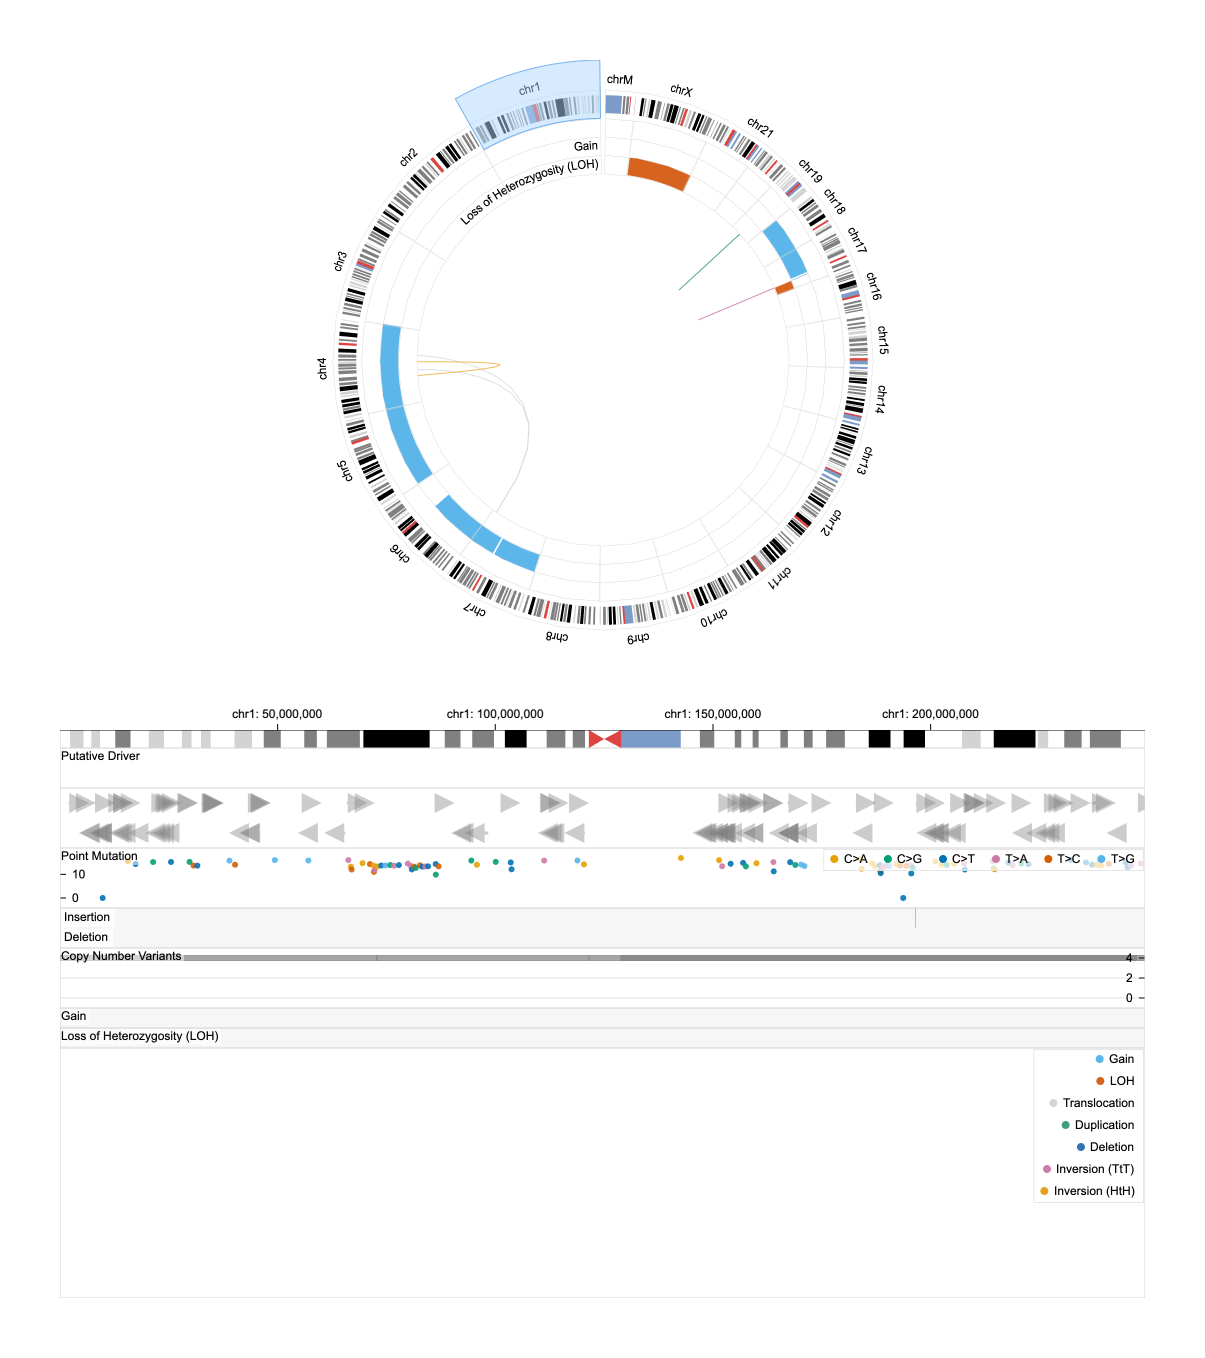 chrM
chrX
chr21
chr19
chr18
chr17
chr16
chr15
chr14
chr13
chr12
chr11
chr10
chr9
chr8
chr7
chr6
chr5
chr4
chr3
chr2
chr1
Gain
Loss of Heterozygosity (LOH)
chr1: 50,000,000
chr1: 100,000,000
chr1: 150,000,000
chr1: 200,000,000
Putative Driver
Point Mutation
C>A
C>G
C>T
T>A
T>C
T>G
10
0
Insertion
Deletion
Copy Number Variants
4
2
0
Gain
Loss of Heterozygosity (LOH)
Gain
LOH
Translocation
Duplication
Deletion
Inversion (TtT)
Inversion (HtH)